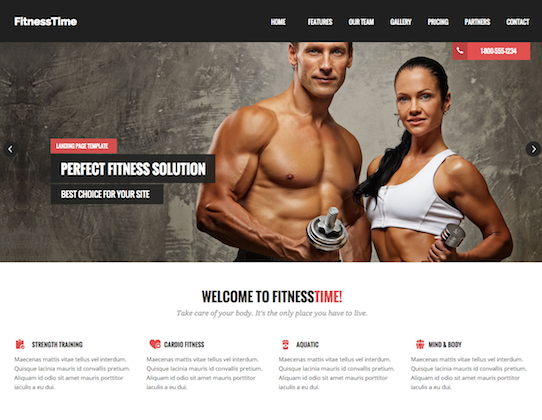 FitnessTime
HOME FEATURES OUR TEAM GALLERY PRICING PARTNERS CONTACT
1-800-555-1234
LANDING PAGE TEMPLATE
PERFECT FITNESS SOLUTION
BEST CHOICE FOR YOUR SITE
WELCOME TO FITNESSTIME!
Take care of your body. It's the only place you have to live.
STRENGTH TRAINING
Maecenas mattis vitae tellus vel interdum.
Quisque lacinia mauris id convallis pretium.
Aliquam id odio sit amet mauris porttitor
iaculis a eu dui.
CARDIO FITNESS
Maecenas mattis vitae tellus vel interdum.
Quisque lacinia mauris id convallis pretium.
Aliquam id odio sit amet mauris porttitor
iaculis a eu dui.
AQUATIC
Maecenas mattis vitae tellus vel interdum.
Quisque lacinia mauris id convallis pretium.
Aliquam id odio sit amet mauris porttitor
iaculis a eu dui.
MIND & BODY
Maecenas mattis vitae tellus vel interdum.
Quisque lacinia mauris id convallis pretium.
Aliquam id odio sit amet mauris porttitor
iaculis a eu dui.